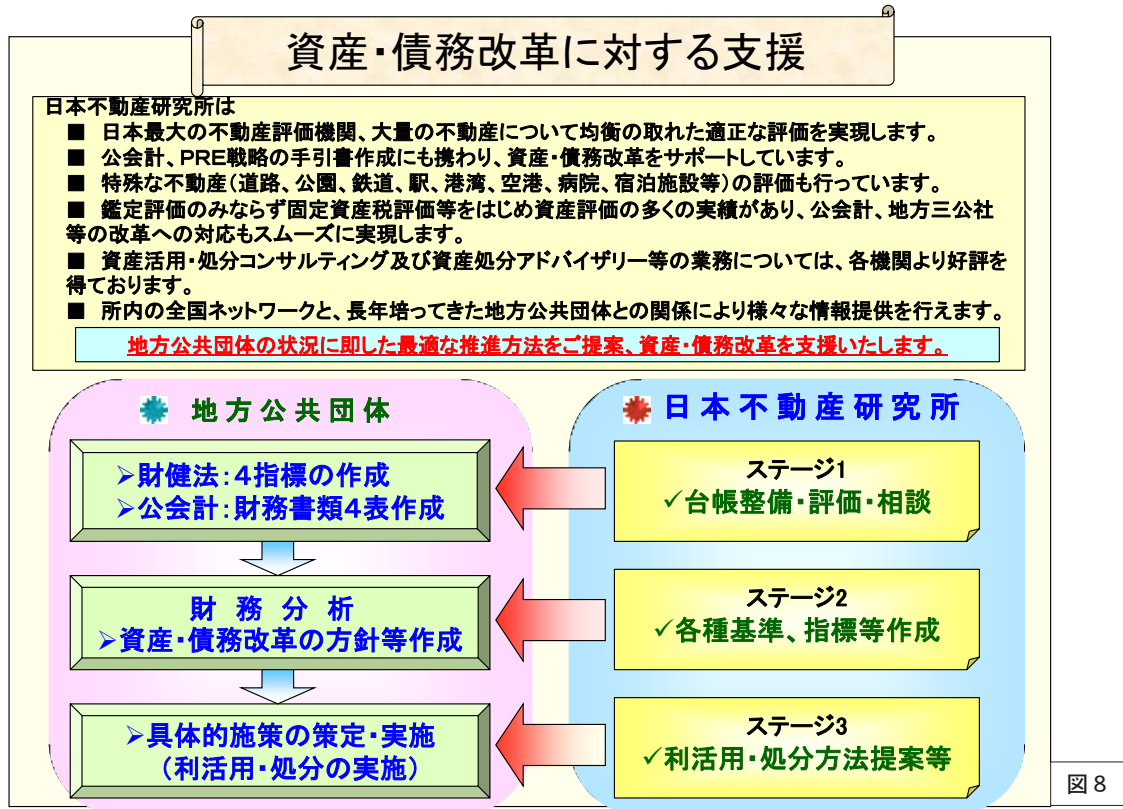 資産・債務改革に対する支援
日本不動産研究所は
■ 日本最大の不動産評価機関、大量の不動産について均衡の取れた適正な評価を実現します。
■ 公会計、PRE戦略の手引書作成にも携わり、資産・債務改革をサポートしています。
■ 特殊な不動産(道路、公園、鉄道、駅、港湾、空港、病院、宿泊施設等)の評価も行っています。
■ 鑑定評価のみならず固定資産税評価等をはじめ資産評価の多くの実績があり、公会計、地方三公社
等の改革への対応もスムーズに実現します。
■ 資産活用・処分コンサルティング及び資産処分アドバイザリー等の業務については、各機関より好評を
得ております。
■ 所内の全国ネットワークと、長年培ってきた地方公共団体との関係により様々な情報提供を行えます。
地方公共団体の状況に即した最適な推進方法をご提案、資産・債務改革を支援いたします。
地方公共団体
➢財健法:4指標の作成
➢公会計:財務書類4表作成
財務分析
➢資産・債務改革の方針等作成
➢具体的施策の策定・実施
(利活用・処分の実施)
日本不動産研究所
ステージ1
✓台帳整備・評価・相談
ステージ2
✓各種基準、指標等作成
ステージ3
✓利活用・処分方法提案等
図8